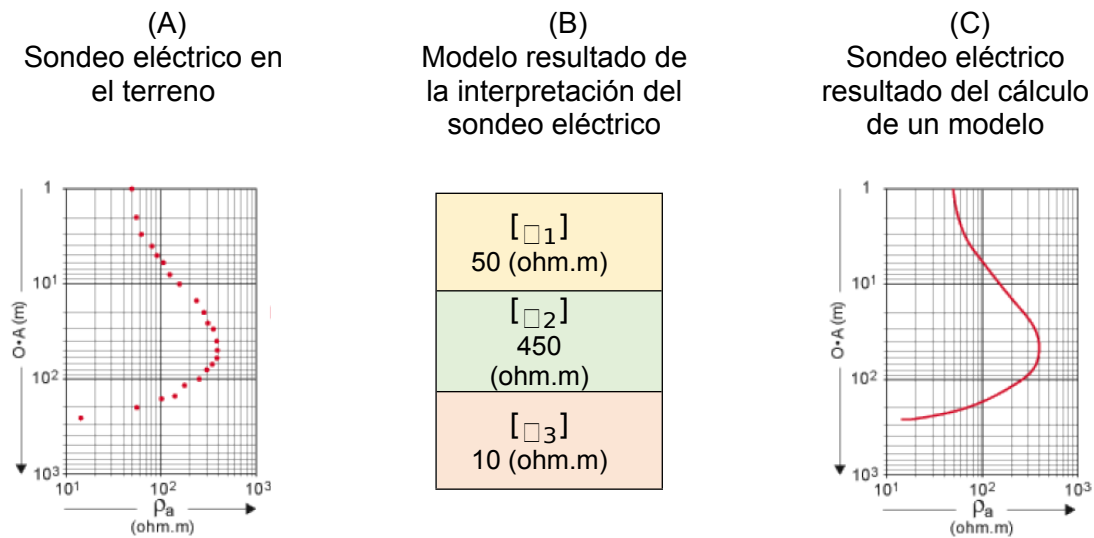 (A)
Sondeo eléctrico en
el terreno
(B)
Modelo resultado de
la interpretación del
sondeo eléctrico
(C)
Sondeo eléctrico
resultado del cálculo
de un modelo
1
10¹
10²
10³
O•A (m)
10¹ 10² 10³
ρa
(ohm.m)
[□1]
50 (ohm.m)
[□2]
450
(ohm.m)
[□3]
10 (ohm.m)
1
10¹
10²
10³
O•A (m)
10¹ 10² 10³
ρa
(ohm.m)